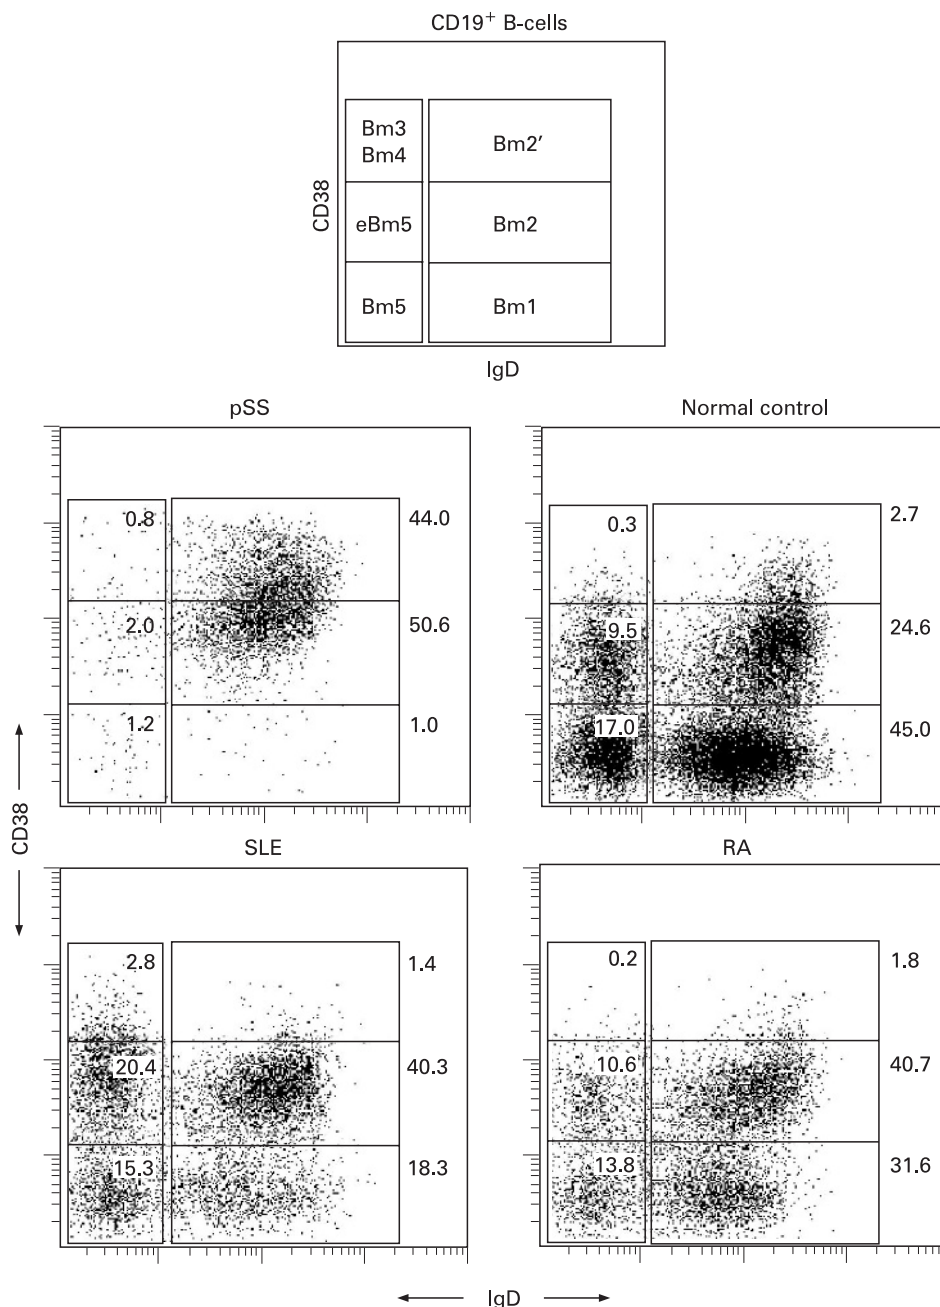 CD19+ B-cells
Bm3
Bm4
Bm2′
eBm5
Bm2
Bm5
Bm1
CD38
IgD
pSS
Normal control
0.8
44.0
2.0
50.6
1.2
1.0
0.3
2.7
9.5
24.6
17.0
45.0
CD38
SLE
RA
2.8
1.4
20.4
40.3
15.3
18.3
0.2
1.8
10.6
40.7
13.8
31.6
IgD